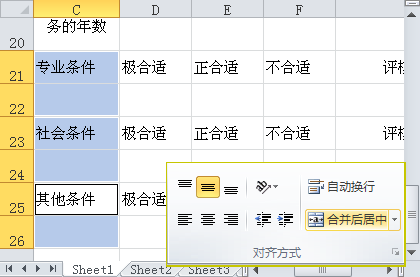 C D E F
务的年数
20
21 专业条件 极合适 正合适 不合适 评
22
23 社会条件 极合适 正合适 不合适 评
24
25 其他条件 极合适
自动换行
合并后居中
26
对齐方式
Sheet1 Sheet2 Sheet3